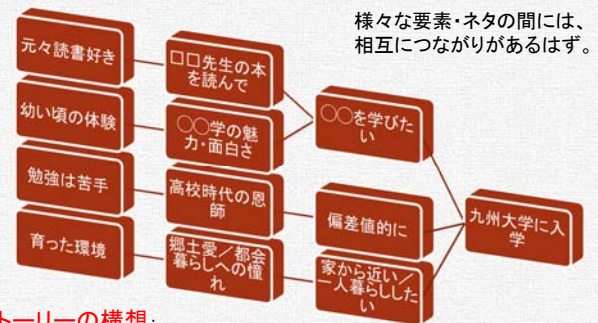 様々な要素・ネタの間には、
相互につながりがあるはず。
元々読書好き
□□先生の本
を読んで
幼い頃の体験
○○学の魅
力・面白さ
○○を学びた
い
勉強は苦手
高校時代の恩
師
偏差値的に
九州大学に入
学
育った環境
郷土愛／都会
暮らしへの憧
れ
家から近い／
一人暮らしした
い
トーリーの構想：